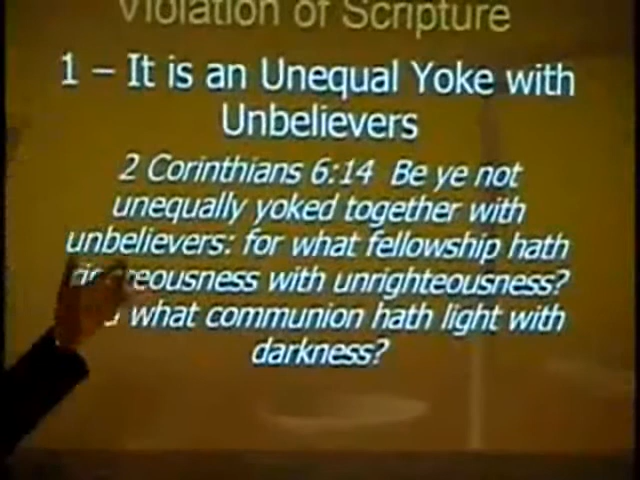 Violation of Scripture
1 – It is an Unequal Yoke with
Unbelievers
2 Corinthians 6:14 Be ye not
unequally yoked together with
unbelievers: for what fellowship hath
with unrighteousness?
what communion hath light with
darkness?